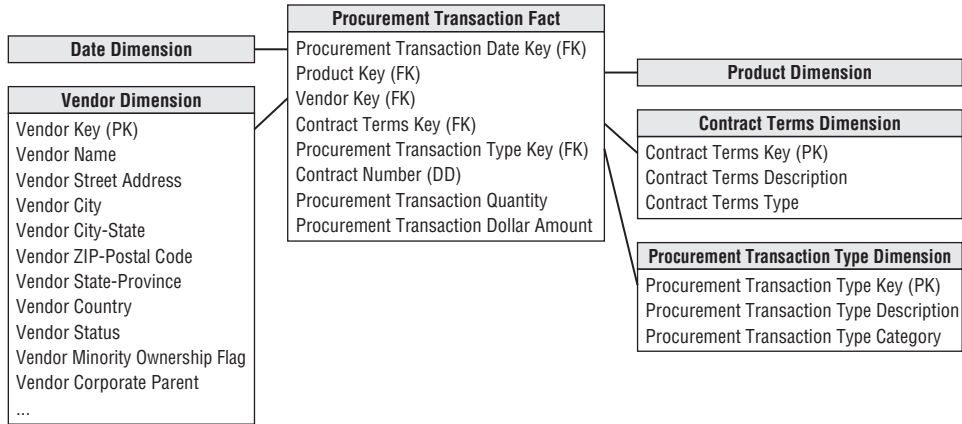 Procurement Transaction Fact
Procurement Transaction Date Key (FK)
Product Key (FK)
Vendor Key (FK)
Contract Terms Key (FK)
Procurement Transaction Type Key (FK)
Contract Number (DD)
Procurement Transaction Quantity
Procurement Transaction Dollar Amount
Date Dimension
Vendor Dimension
Vendor Key (PK)
Vendor Name
Vendor Street Address
Vendor City
Vendor City-State
Vendor ZIP-Postal Code
Vendor State-Province
Vendor Country
Vendor Status
Vendor Minority Ownership Flag
Vendor Corporate Parent
...
Product Dimension
Contract Terms Dimension
Contract Terms Key (PK)
Contract Terms Description
Contract Terms Type
Procurement Transaction Type Dimension
Procurement Transaction Type Key (PK)
Procurement Transaction Type Description
Procurement Transaction Type Category